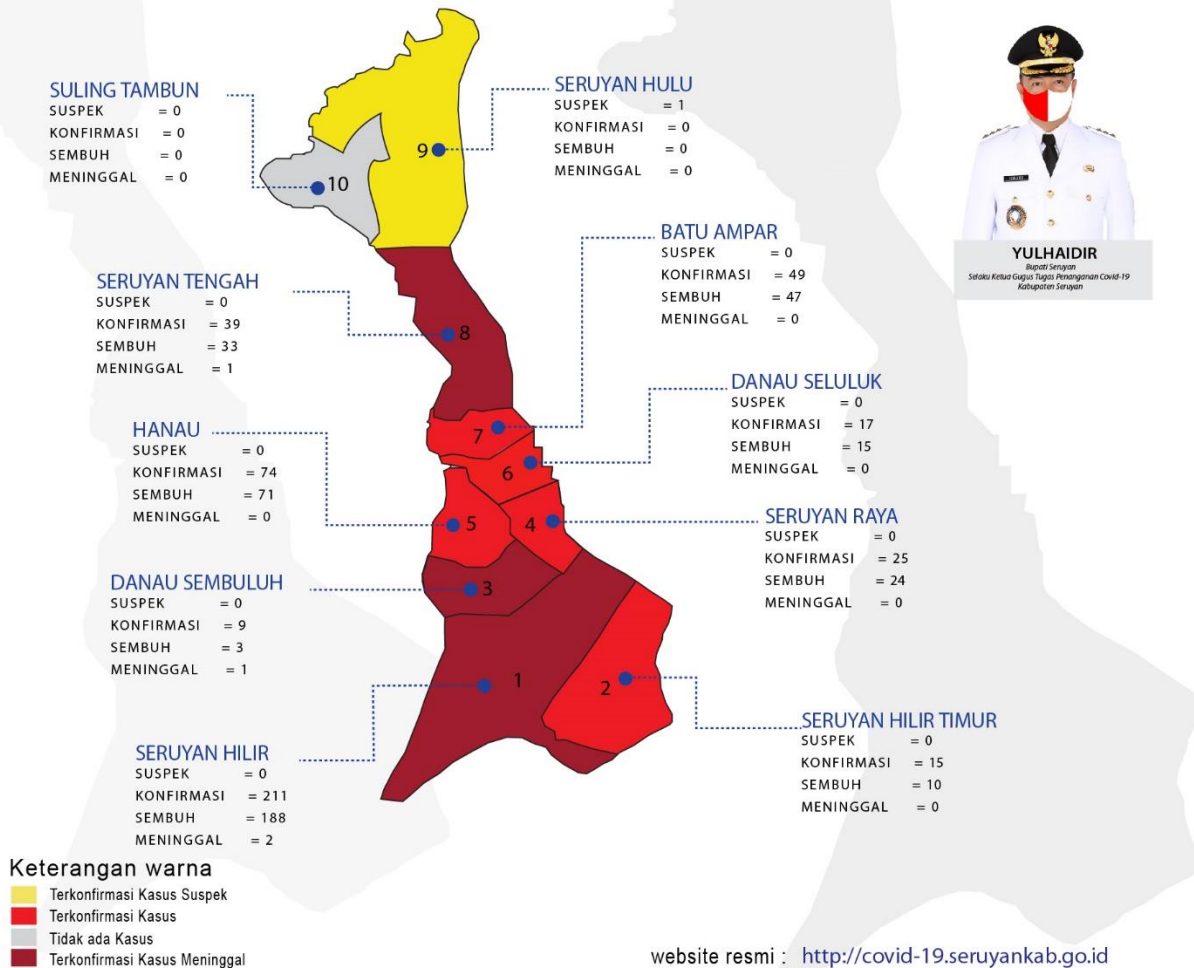 SULING TAMBUN
SUSPEK = 0
KONFIRMASI = 0
SEMBUH = 0
MENINGGAL = 0
SERUYAN HULU
SUSPEK = 1
KONFIRMASI = 0
SEMBUH = 0
MENINGGAL = 0
YULHAIDIR
Bupati Seruyan
Selaku Ketua Gugus Tugas Penanganan Covid-19
Kabupaten Seruyan
BATU AMPAR
SUSPEK = 0
KONFIRMASI = 49
SEMBUH = 47
MENINGGAL = 0
SERUYAN TENGAH
SUSPEK = 0
KONFIRMASI = 39
SEMBUH = 33
MENINGGAL = 1
DANAU SELULUK
SUSPEK = 0
KONFIRMASI = 17
SEMBUH = 15
MENINGGAL = 0
HANAU
SUSPEK = 0
KONFIRMASI = 74
SEMBUH = 71
MENINGGAL = 0
SERUYAN RAYA
SUSPEK = 0
KONFIRMASI = 25
SEMBUH = 24
MENINGGAL = 0
DANAU SEMBULUH
SUSPEK = 0
KONFIRMASI = 9
SEMBUH = 3
MENINGGAL = 1
SERUYAN HILIR TIMUR
SUSPEK = 0
KONFIRMASI = 15
SEMBUH = 10
MENINGGAL = 0
SERUYAN HILIR
SUSPEK = 0
KONFIRMASI = 211
SEMBUH = 188
MENINGGAL = 2
9
10
8
7
6
5
4
3
1
2
Keterangan warna
Terkonfirmasi Kasus Suspek
Terkonfirmasi Kasus
Tidak ada Kasus
Terkonfirmasi Kasus Meninggal
website resmi : http://covid-19.seruyankab.go.id